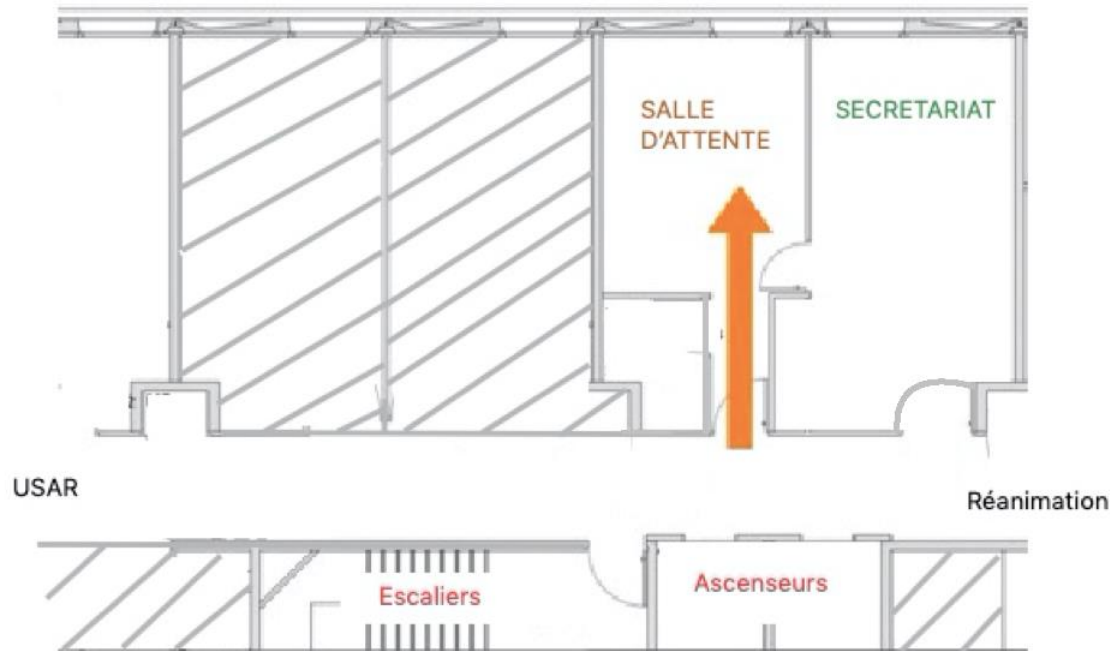 SALLE
D'ATTENTE
SECRETARIAT
USAR
Réanimation
Escaliers
Ascenseurs